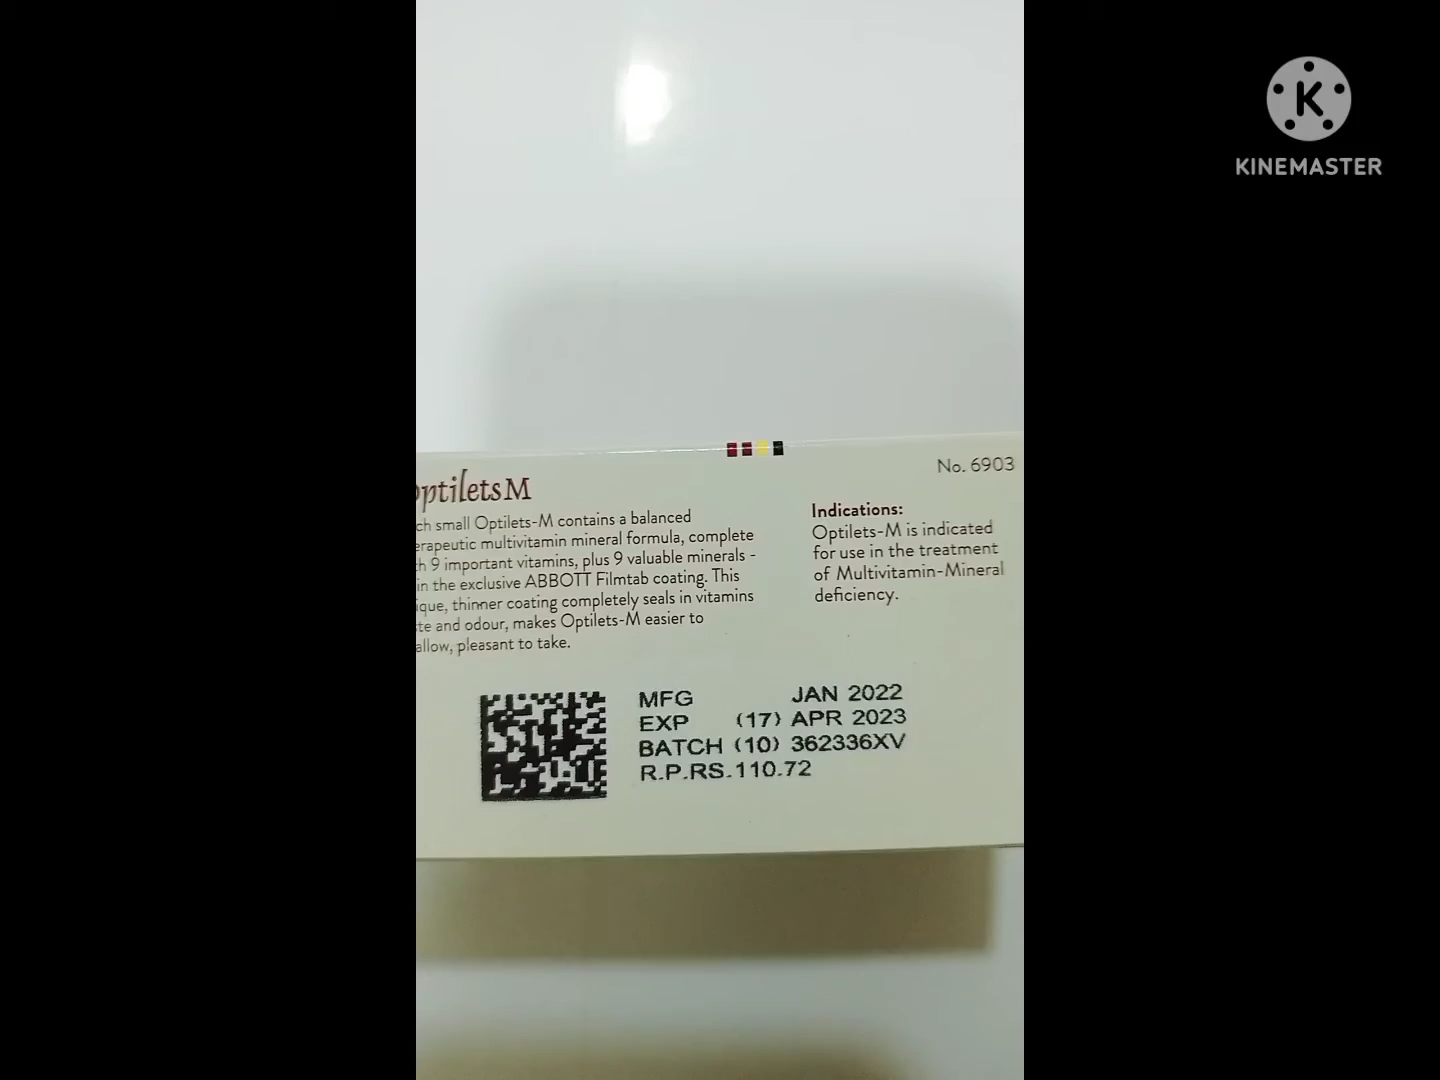 KINEMASTER
ptiletsM
No. 6903
ch small Optilets-M contains a balanced
erapeutic multivitamin mineral formula, complete
h 9 important vitamins, plus 9 valuable minerals -
in the exclusive ABBOTT Filmtab coating. This
ique, thinner coating completely seals in vitamins
te and odour, makes Optilets-M easier to
allow, pleasant to take.
Indications:
Optilets-M is indicated
for use in the treatment
of Multivitamin-Mineral
deficiency.
MFG JAN 2022
EXP (17) APR 2023
BATCH (10) 362336XV
R.P.RS.110.72